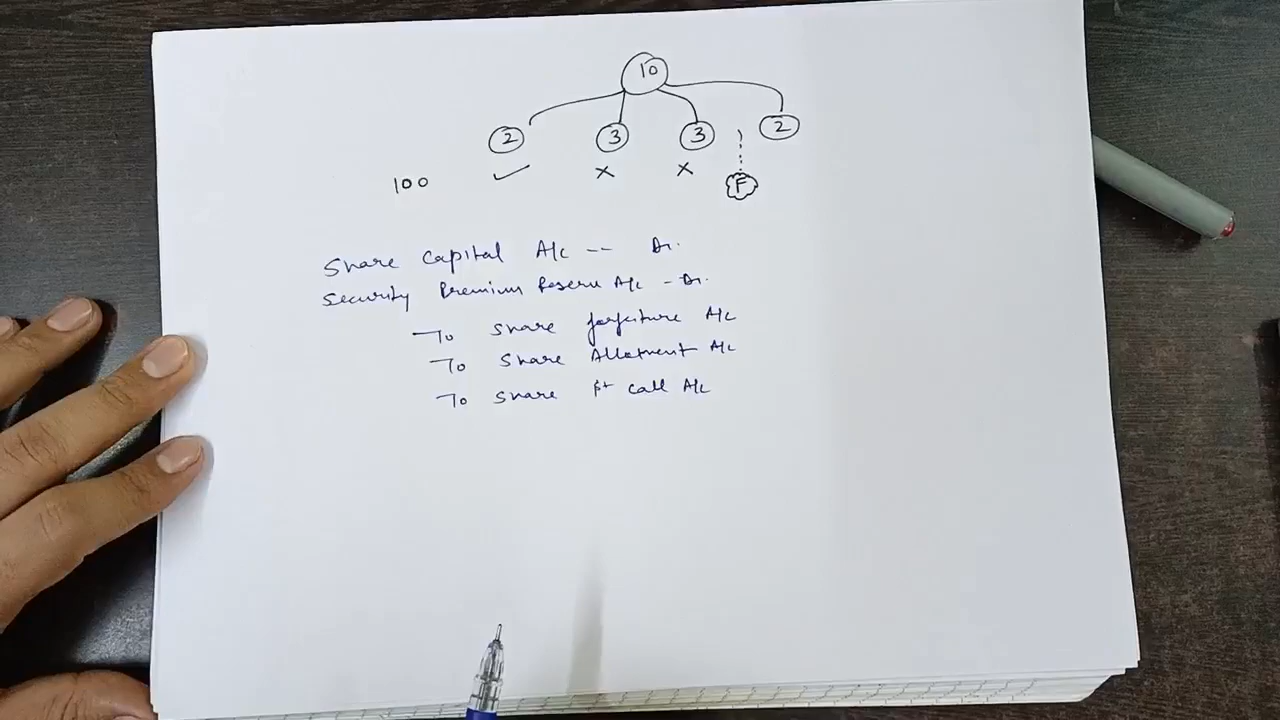 10
2 3 3 2
100 ✓ x x F
Share Capital A/c -- Dr.
Security Premium Reserve A/c - Dr.
To Share forfeiture A/c
To Share Allotment A/c
To Share 1st call A/c